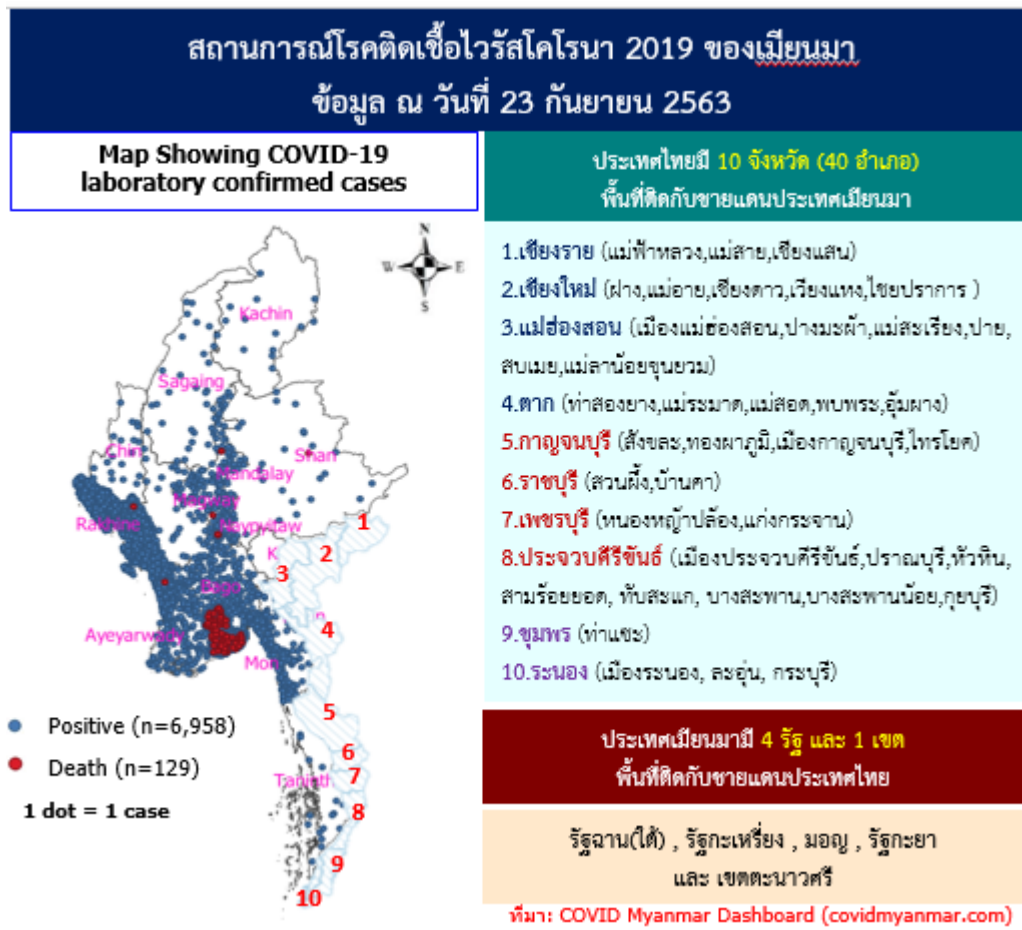 สถานการณ์โรคติดเชื้อไวรัสโคโรนา 2019 ของเมียนมา
ข้อมูล ณ วันที่ 23 กันยายน 2563
Map Showing COVID-19
laboratory confirmed cases
N
W
E
S
Kachin
Sagaing
Chin
Shan
Mandalay
Magway
Rakhine
Naypyitaw
Bago
Ayeyarwady
Mon
1
2
3
4
5
6
7
8
9
10
Positive (n=6,958)
Death (n=129)
1 dot = 1 case
ประเทศไทยมี 10 จังหวัด (40 อำเภอ)
พื้นที่ติดกับชายแดนประเทศเมียนมา
1.เชียงราย (แม่ฟ้าหลวง,แม่สาย,เชียงแสน)
2.เชียงใหม่ (ฝาง,แม่อาย,เชียงดาว,เวียงแหง,ไชยปราการ )
3.แม่ฮ่องสอน (เมืองแม่ฮ่องสอน,ปางมะผ้า,แม่สะเรียง,ปาย,
สบเมย,แม่ลาน้อยขุนยวม)
4.ตาก (ท่าสองยาง,แม่ระมาด,แม่สอด,พบพระ,อุ้มผาง)
5.กาญจนบุรี (สังขละ,ทองผาภูมิ,เมืองกาญจนบุรี,ไทรโยค)
6.ราชบุรี (สวนผึ้ง,บ้านคา)
7.เพชรบุรี (หนองหญ้าปล้อง,แก่งกระจาน)
8.ประจวบคีรีขันธ์ (เมืองประจวบคีรีขันธ์,ปราณบุรี,หัวหิน,
สามร้อยยอด, ทับสะแก, บางสะพาน,บางสะพานน้อย,กุยบุรี)
9.ชุมพร (ท่าแซะ)
10.ระนอง (เมืองระนอง, ละอุ่น, กระบุรี)
ประเทศเมียนมามี 4 รัฐ และ 1 เขต
พื้นที่ติดกับชายแดนประเทศไทย
รัฐฉาน(ใต้) , รัฐกะเหรี่ยง , มอญ , รัฐกะยา
และ เขตตะนาวศรี
ที่มา: COVID Myanmar Dashboard (covidmyanmar.com)